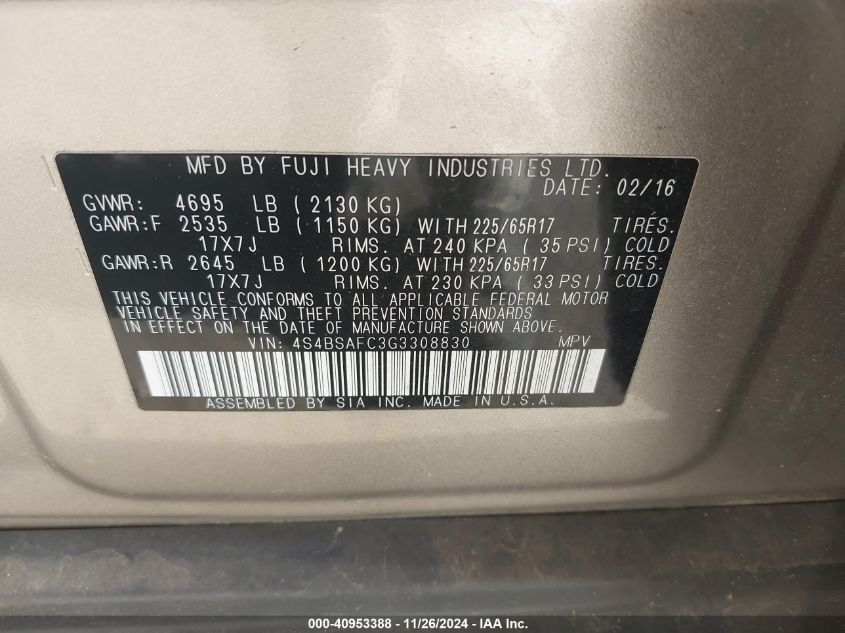 MFD BY FUJI HEAVY INDUSTRIES LTD.
DATE: 02/16
GVWR: 4695 LB ( 2130 KG)
GAWR:F 2535 LB ( 1150 KG) WITH 225/65R17 TIRES.
17X7J RIMS. AT 240 KPA ( 35 PSI) COLD
GAWR:R 2645 LB ( 1200 KG) WITH 225/65R17 TIRES.
17X7J RIMS. AT 230 KPA ( 33 PSI) COLD
THIS VEHICLE CONFORMS TO ALL APPLICABLE FEDERAL MOTOR
VEHICLE SAFETY AND THEFT PREVENTION STANDARDS
IN EFFECT ON THE DATE OF MANUFACTURE SHOWN ABOVE.
VIN: 4S4BSAFC3G3308830 MPV
ASSEMBLED BY SIA INC. MADE IN U.S.A.
000-40953388 - 11/26/2024 - IAA Inc.